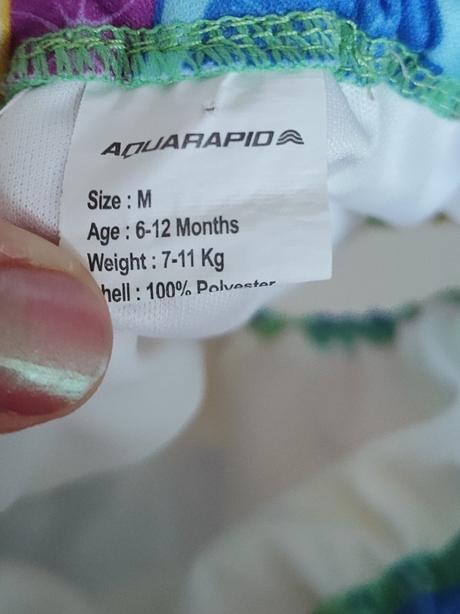 AQUARAPID
Size : M
Age : 6-12 Months
Weight : 7-11 Kg
hell : 100% Polyester